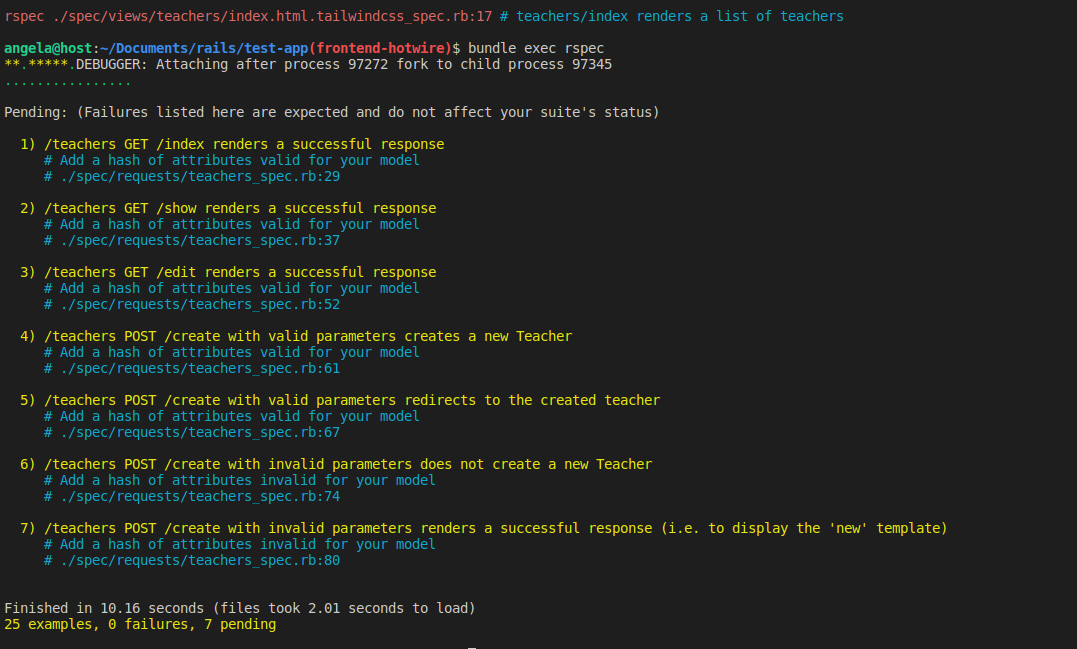 rspec ./spec/views/teachers/index.html.tailwindcss_spec.rb:17 # teachers/index renders a list of teachers
angela@host:~/Documents/rails/test-app(frontend-hotwire)$ bundle exec rspec
**.*****.DEBUGGER: Attaching after process 97272 fork to child process 97345
................
Pending: (Failures listed here are expected and do not affect your suite's status)
1) /teachers GET /index renders a successful response
# Add a hash of attributes valid for your model
# ./spec/requests/teachers_spec.rb:29
2) /teachers GET /show renders a successful response
# Add a hash of attributes valid for your model
# ./spec/requests/teachers_spec.rb:37
3) /teachers GET /edit renders a successful response
# Add a hash of attributes valid for your model
# ./spec/requests/teachers_spec.rb:52
4) /teachers POST /create with valid parameters creates a new Teacher
# Add a hash of attributes valid for your model
# ./spec/requests/teachers_spec.rb:61
5) /teachers POST /create with valid parameters redirects to the created teacher
# Add a hash of attributes valid for your model
# ./spec/requests/teachers_spec.rb:67
6) /teachers POST /create with invalid parameters does not create a new Teacher
# Add a hash of attributes invalid for your model
# ./spec/requests/teachers_spec.rb:74
7) /teachers POST /create with invalid parameters renders a successful response (i.e. to display the 'new' template)
# Add a hash of attributes invalid for your model
# ./spec/requests/teachers_spec.rb:80
Finished in 10.16 seconds (files took 2.01 seconds to load)
25 examples, 0 failures, 7 pending